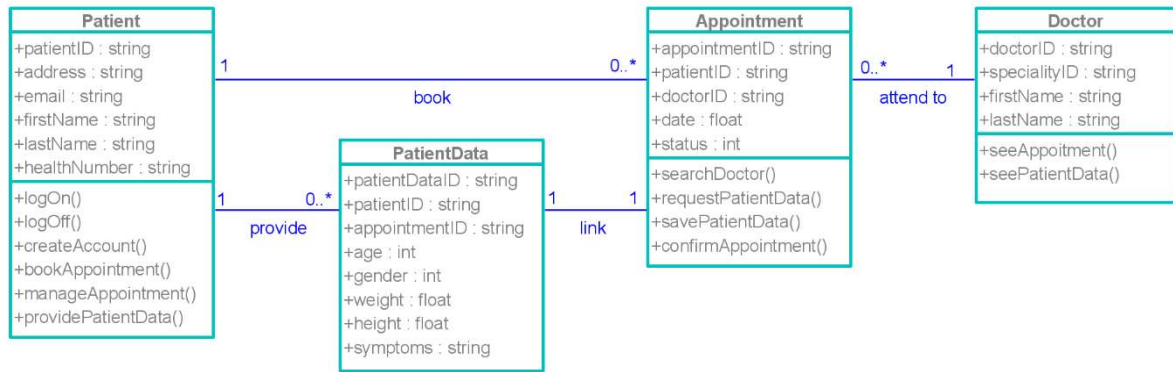 Patient
+patientID : string
+address : string
+email : string
+firstName : string
+lastName : string
+healthNumber : string
+logOn()
+logOff()
+createAccount()
+bookAppointment()
+manageAppointment()
+providePatientData()
1
0..*
book
1
0..*
provide
PatientData
+patientDataID : string
+patientID : string
+appointmentID : string
+age : int
+gender : int
+weight : float
+height : float
+symptoms : string
1
1
link
Appointment
+appointmentID : string
+patientID : string
+doctorID : string
+date : float
+status : int
+searchDoctor()
+requestPatientData()
+savePatientData()
+confirmAppointment()
0..*
1
attend to
Doctor
+doctorID : string
+specialityID : string
+firstName : string
+lastName : string
+seeAppoitment()
+seePatientData()